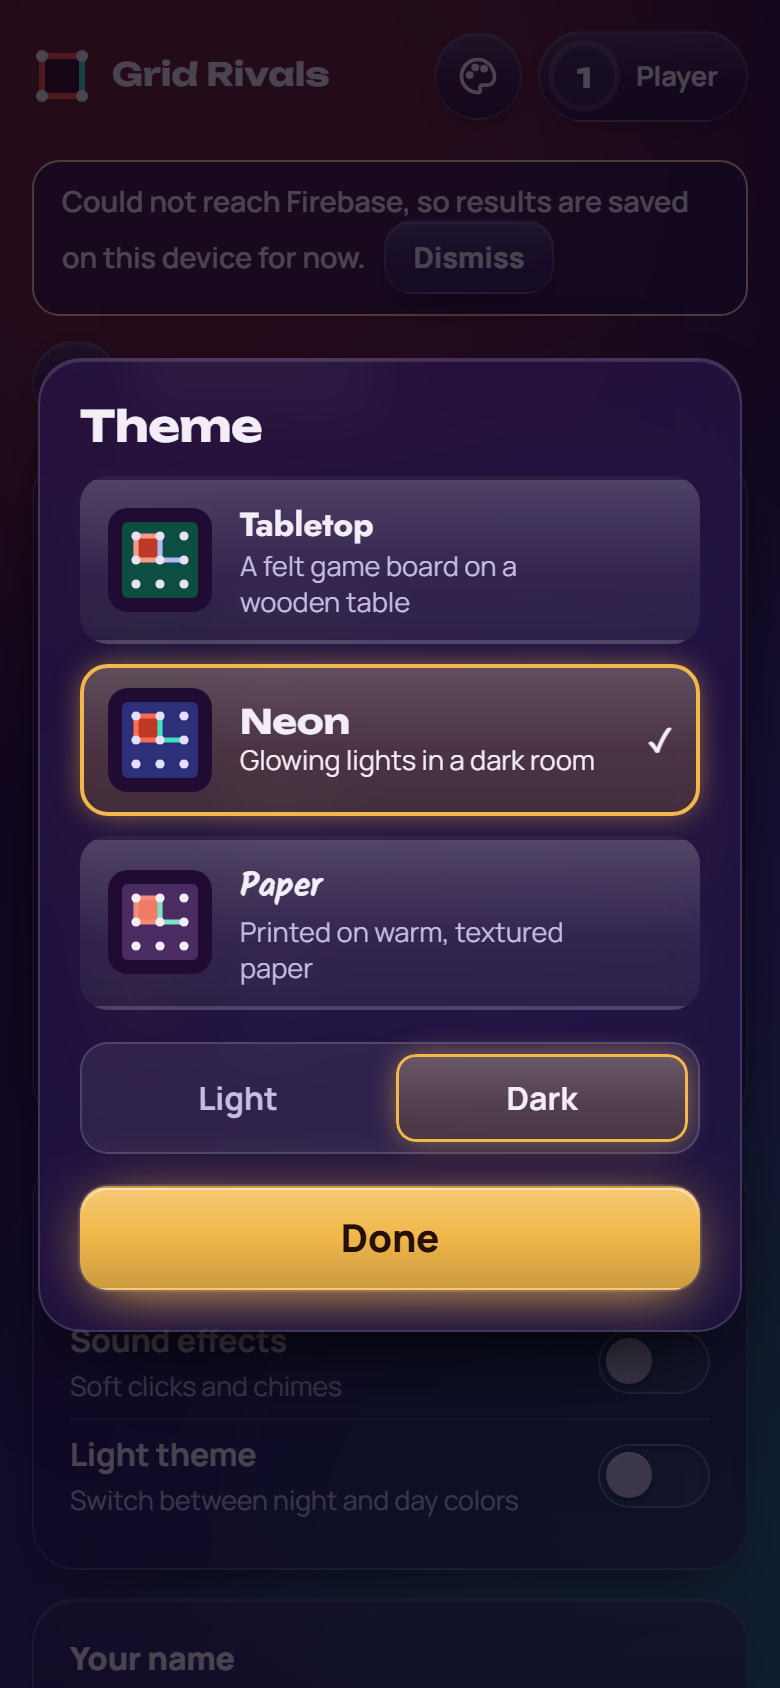 Grid Rivals
1 Player
Could not reach Firebase, so results are saved
on this device for now. Dismiss
Theme
Tabletop
A felt game board on a
wooden table
Neon
Glowing lights in a dark room
Paper
Printed on warm, textured
paper
Light Dark
Done
Sound effects
Soft clicks and chimes
Light theme
Switch between night and day colors
Your name